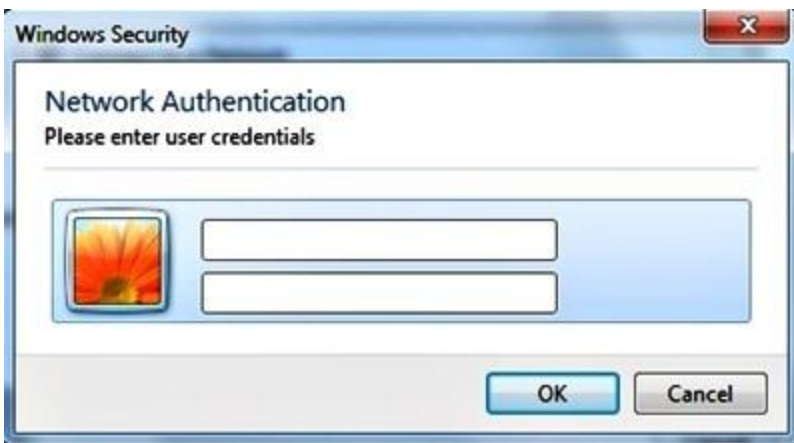 Windows Security
Network Authentication
Please enter user credentials
OK
Cancel